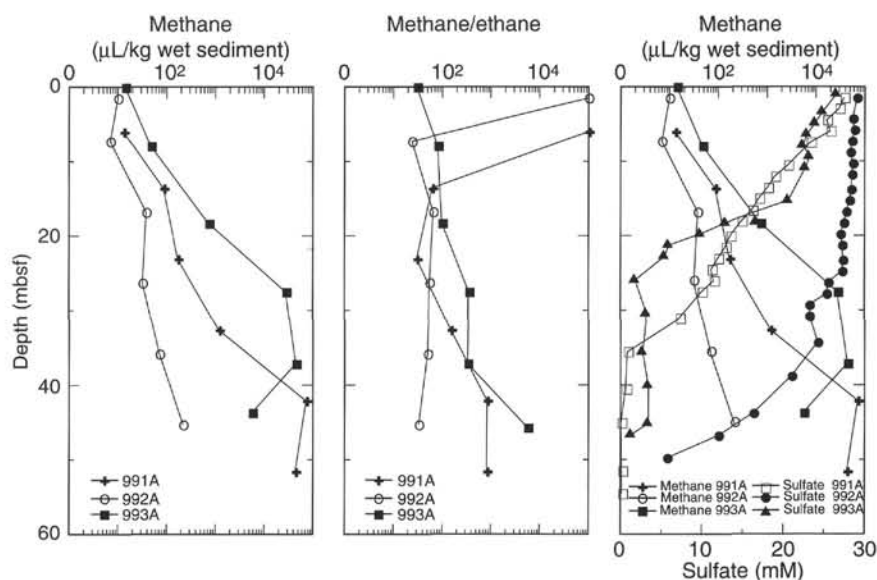 Methane
(µL/kg wet sediment)
0 10² 10⁴
Methane/ethane
0 10² 10⁴
Methane
(µL/kg wet sediment)
0 10² 10⁴
0
20
40
60
Depth (mbsf)
991A
992A
993A
991A
992A
993A
Methane 991A
Methane 992A
Methane 993A
Sulfate 991A
Sulfate 992A
Sulfate 993A
0 10 20 30
Sulfate (mM)